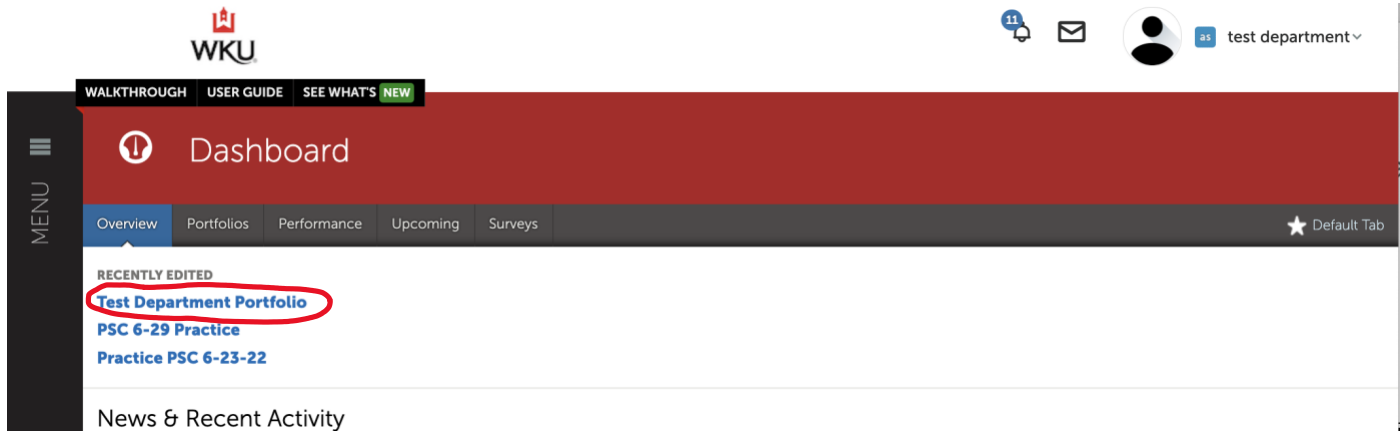 WKU
11
as test department
WALKTHROUGH USER GUIDE SEE WHAT'S NEW
MENU
Dashboard
Overview Portfolios Performance Upcoming Surveys Default Tab
RECENTLY EDITED
Test Department Portfolio
PSC 6-29 Practice
Practice PSC 6-23-22
News & Recent Activity